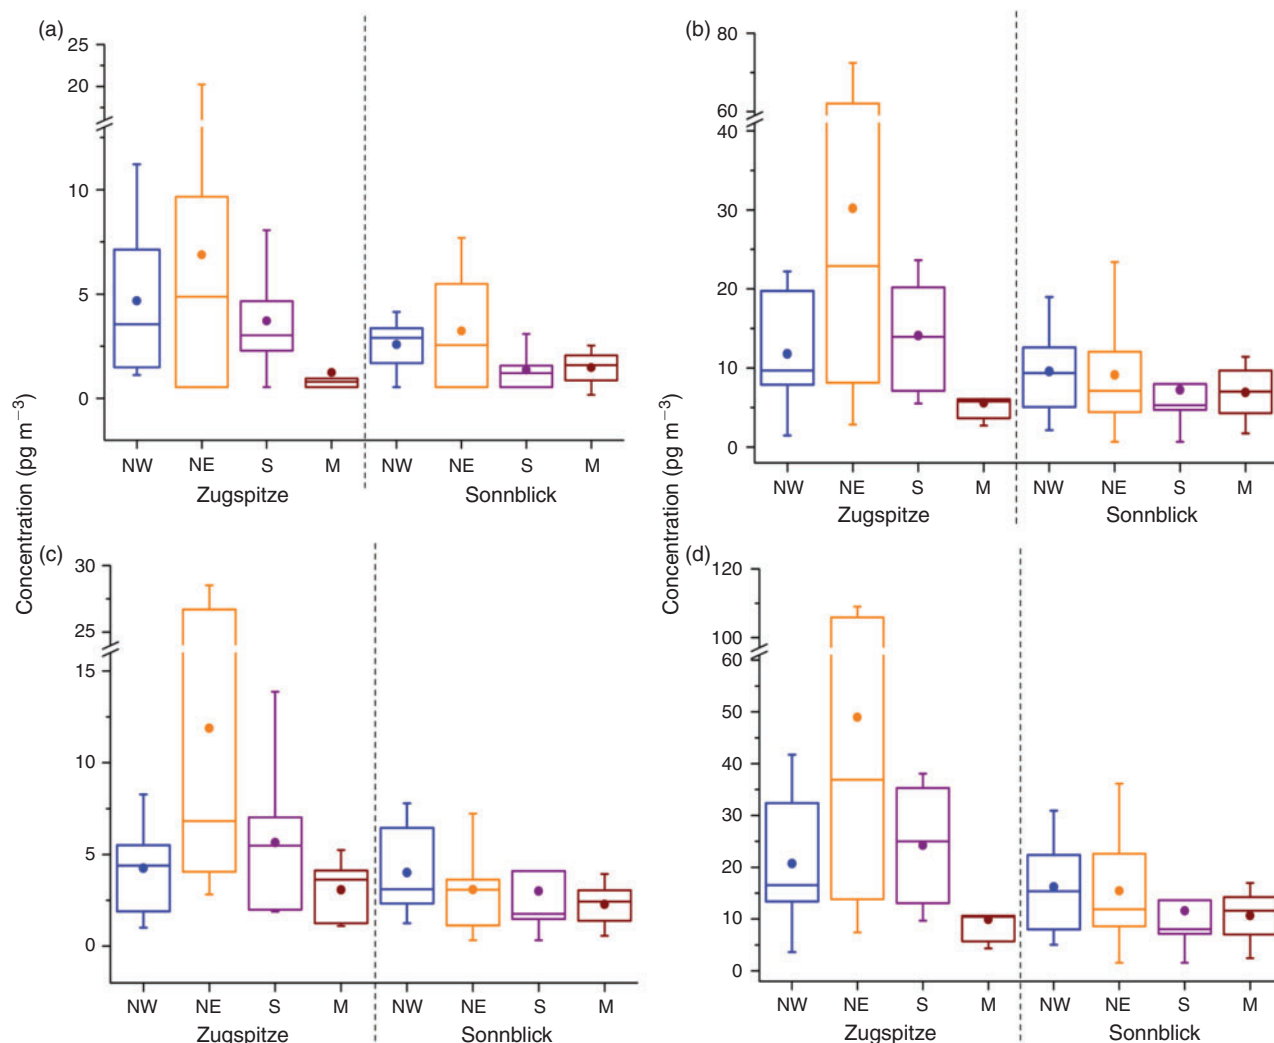 (a)
25
20
10
5
0
NW NE S M NW NE S M
Zugspitze Sonnblick
(b)
80
60
40
30
20
10
0
NW NE S M NW NE S M
Zugspitze Sonnblick
Concentration (pg m−3)
Concentration (pg m−3)
(c)
30
25
15
10
5
0
NW NE S M NW NE S M
Zugspitze Sonnblick
(d)
120
100
60
50
40
30
20
10
0
NW NE S M NW NE S M
Zugspitze Sonnblick